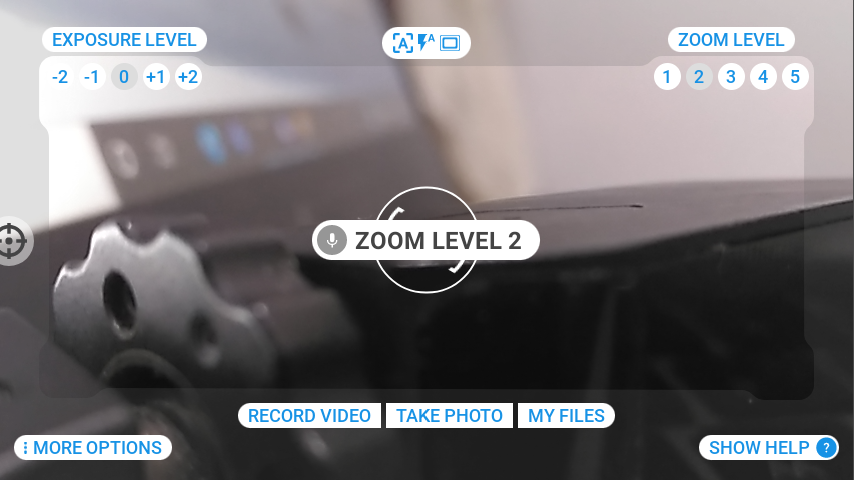 EXPOSURE LEVEL
-2 -1 0 +1 +2
A A
ZOOM LEVEL
1 2 3 4 5
ZOOM LEVEL 2
RECORD VIDEO TAKE PHOTO MY FILES
MORE OPTIONS
SHOW HELP ?